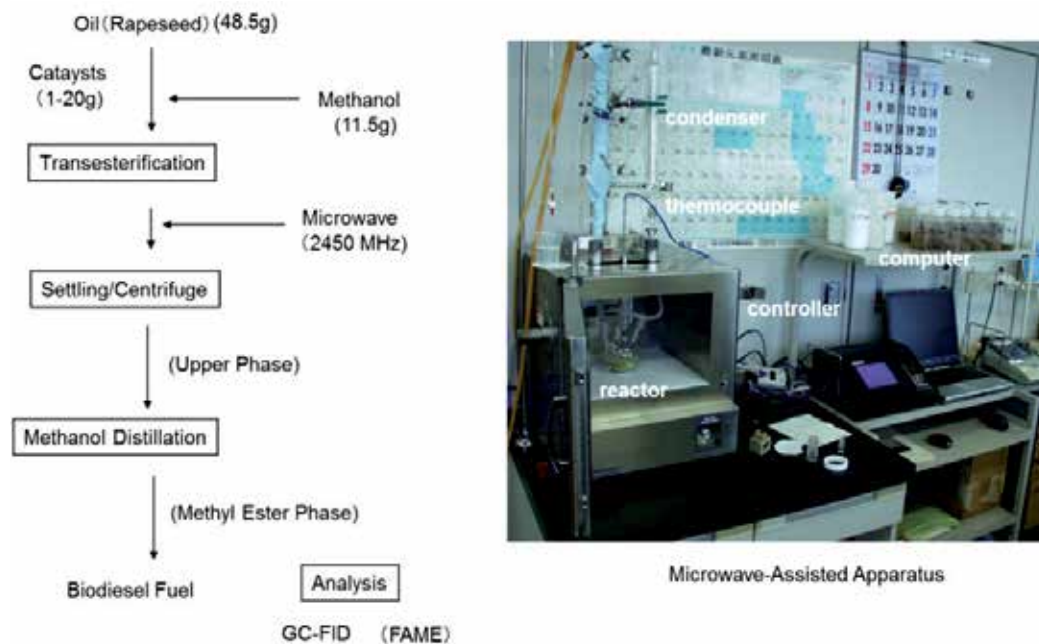 Oil (Rapeseed) (48.5g)
Cataysts
(1-20g)
Methanol
(11.5g)
Transesterification
Microwave
(2450 MHz)
Settling/Centrifuge
(Upper Phase)
Methanol Distillation
(Methyl Ester Phase)
Biodiesel Fuel
Analysis
GC-FID (FAME)
condenser
thermocouple
computer
controller
reactor
Microwave-Assisted Apparatus